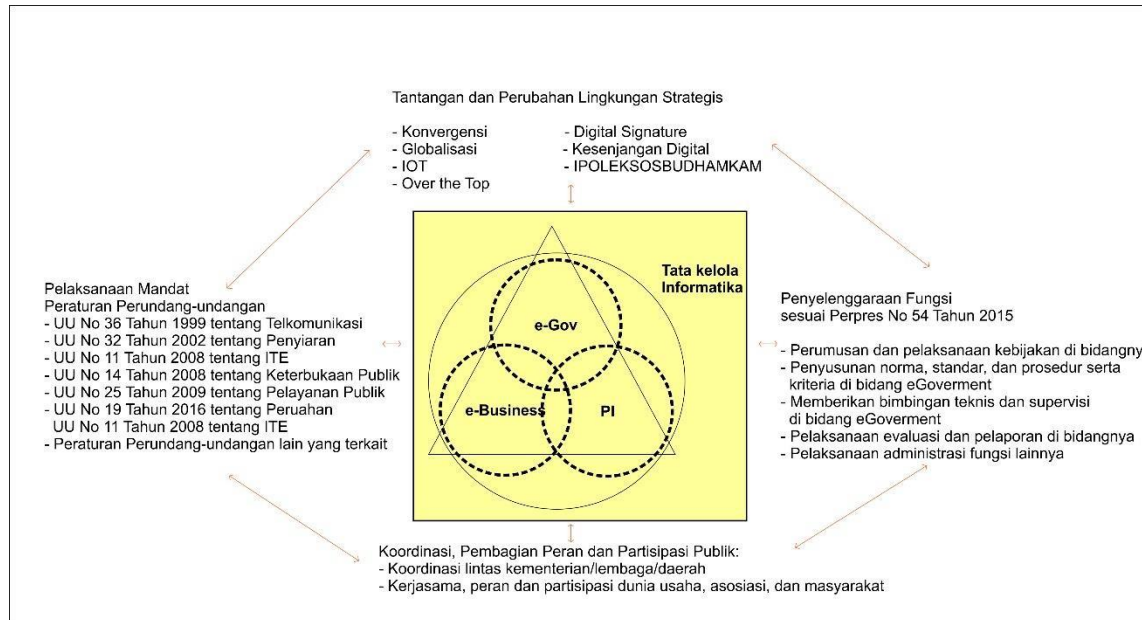 Tantangan dan Perubahan Lingkungan Strategis
- Konvergensi
- Globalisasi
- IOT
- Over the Top
- Digital Signature
- Kesenjangan Digital
- IPOLEKSOSBUDHAMKAM
Pelaksanaan Mandat
Peraturan Perundang-undangan
- UU No 36 Tahun 1999 tentang Telkomunikasi
- UU No 32 Tahun 2002 tentang Penyiaran
- UU No 11 Tahun 2008 tentang ITE
- UU No 14 Tahun 2008 tentang Keterbukaan Publik
- UU No 25 Tahun 2009 tentang Pelayanan Publik
- UU No 19 Tahun 2016 tentang Peruahan
UU No 11 Tahun 2008 tentang ITE
- Peraturan Perundang-undangan lain yang terkait
Tata kelola
Informatika
e-Gov
e-Business
PI
Penyelenggaraan Fungsi
sesuai Perpres No 54 Tahun 2015
- Perumusan dan pelaksanaan kebijakan di bidangny
- Penyusunan norma, standar, dan prosedur serta
kriteria di bidang eGoverment
- Memberikan bimbingan teknis dan supervisi
di bidang eGoverment
- Pelaksanaan evaluasi dan pelaporan di bidangnya
- Pelaksanaan administrasi fungsi lainnya
Koordinasi, Pembagian Peran dan Partisipasi Publik:
- Koordinasi lintas kementerian/lembaga/daerah
- Kerjasama, peran dan partisipasi dunia usaha, asosiasi, dan masyarakat